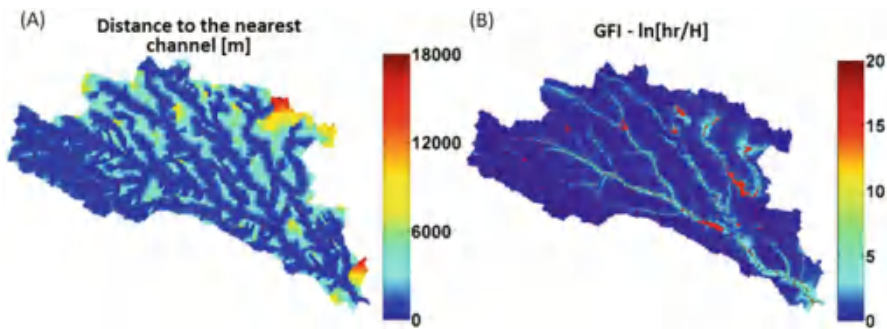 (A)
Distance to the nearest
channel [m]
18000
12000
6000
0
(B)
GFI - ln[hr/H]
20
15
10
5
0